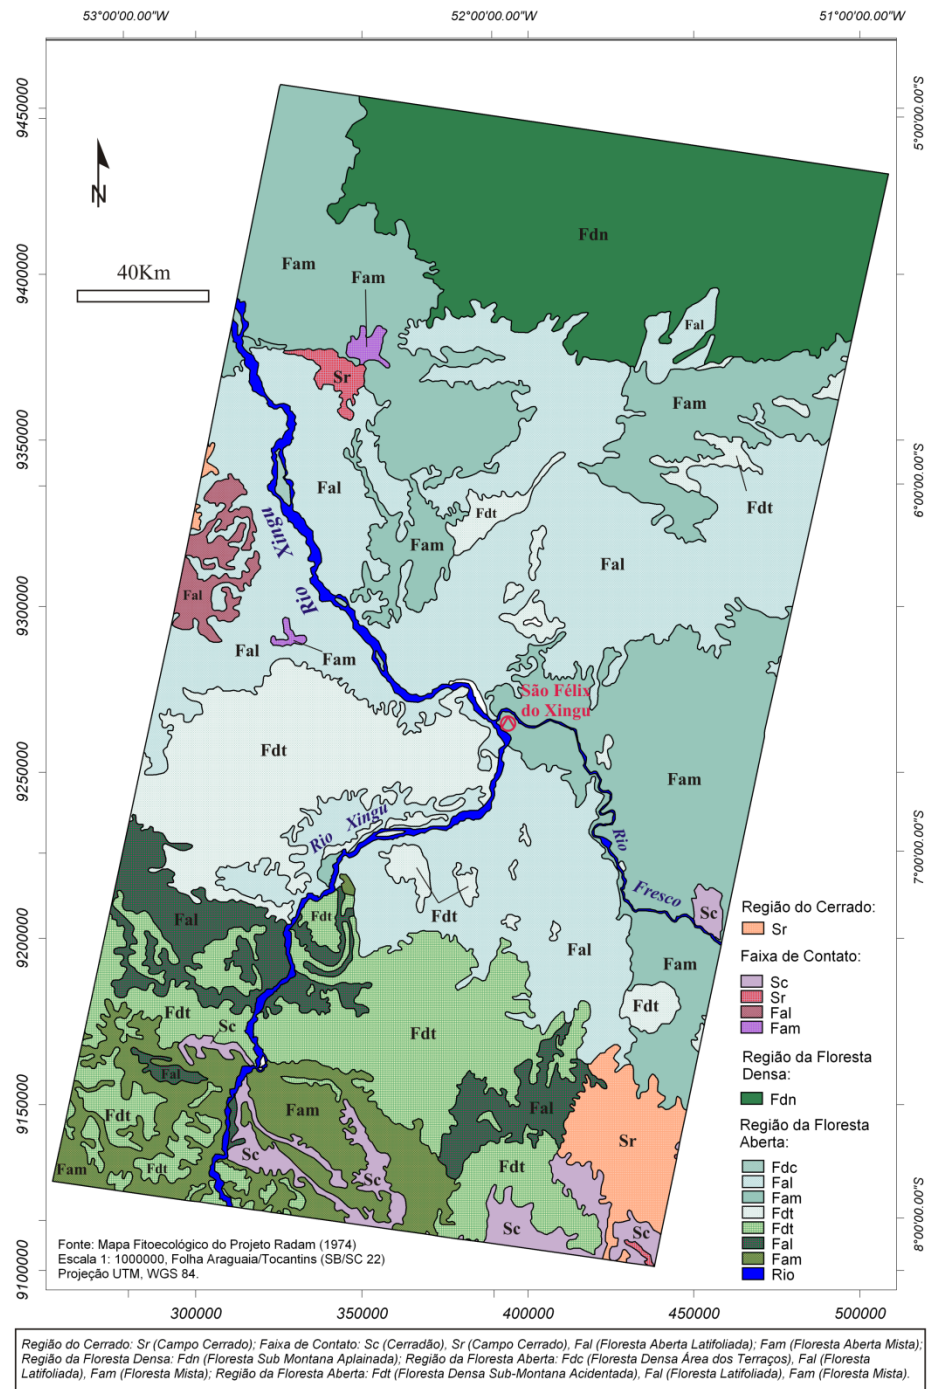 53°00'00.00"W
52°00'00.00"W
51°00'00.00"W
9450000
5°00'00.00"S
N
Fdn
Fam
Fam
9400000
40Km
Fal
Sr
Fam
9350000
6°00'00.00"S
Fal
Fdt
Fdt
Rio Xingu
Fam
Fal
Fal
9300000
Fal
Fam
São Félix
do Xingu
Fdt
Fam
9250000
Rio Xingu
Rio Fresco
7°00'00.00"S
Fdt
Sc
Fal
Fdt
Fal
9200000
Fam
Fdt
Fdt
Fdt
Sc
Fal
9150000
Fam
Fal
Fdt
Sr
Sc
Fdt
Fam
Fdt
Sc
Sc
Sc
8°00'00.00"S
9100000
Região do Cerrado:
Sr
Faixa de Contato:
Sc
Sr
Fal
Fam
Região da Floresta
Densa:
Fdn
Região da Floresta
Aberta:
Fdc
Fal
Fam
Fdt
Fdt
Fal
Fam
Rio
Fonte: Mapa Fitoecológico do Projeto Radam (1974)
Escala 1: 1000000, Folha Araguaia/Tocantins (SB/SC 22)
Projeção UTM, WGS 84.
300000
350000
400000
450000
500000
Região do Cerrado: Sr (Campo Cerrado); Faixa de Contato: Sc (Cerradão), Sr (Campo Cerrado), Fal (Floresta Aberta Latifoliada); Fam (Floresta Aberta Mista);
Região da Floresta Densa: Fdn (Floresta Sub Montana Aplainada); Região da Floresta Aberta: Fdc (Floresta Densa Área dos Terraços), Fal (Floresta
Latifoliada), Fam (Floresta Mista); Região da Floresta Aberta: Fdt (Floresta Densa Sub-Montana Acidentada), Fal (Floresta Latifoliada), Fam (Floresta Mista).